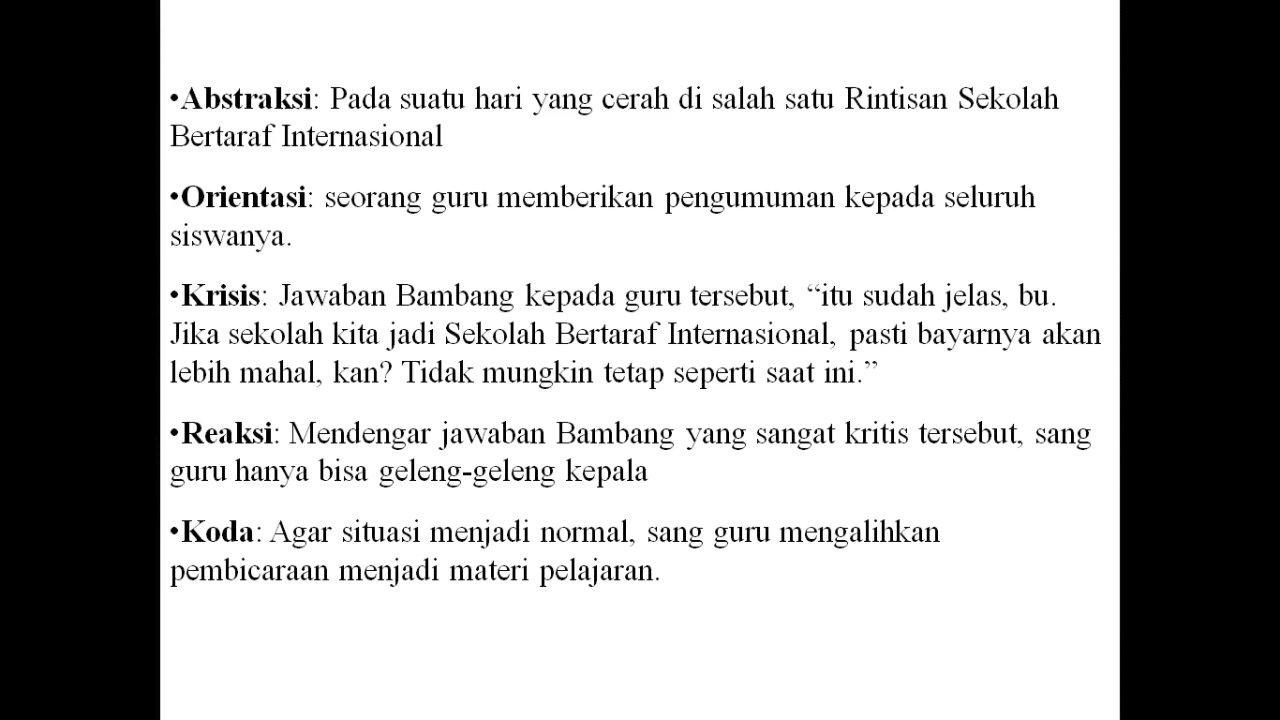 •Abstraksi: Pada suatu hari yang cerah di salah satu Rintisan Sekolah
Bertaraf Internasional
•Orientasi: seorang guru memberikan pengumuman kepada seluruh
siswanya.
•Krisis: Jawaban Bambang kepada guru tersebut, “itu sudah jelas, bu.
Jika sekolah kita jadi Sekolah Bertaraf Internasional, pasti bayarnya akan
lebih mahal, kan? Tidak mungkin tetap seperti saat ini.”
•Reaksi: Mendengar jawaban Bambang yang sangat kritis tersebut, sang
guru hanya bisa geleng-geleng kepala
•Koda: Agar situasi menjadi normal, sang guru mengalihkan
pembicaraan menjadi materi pelajaran.